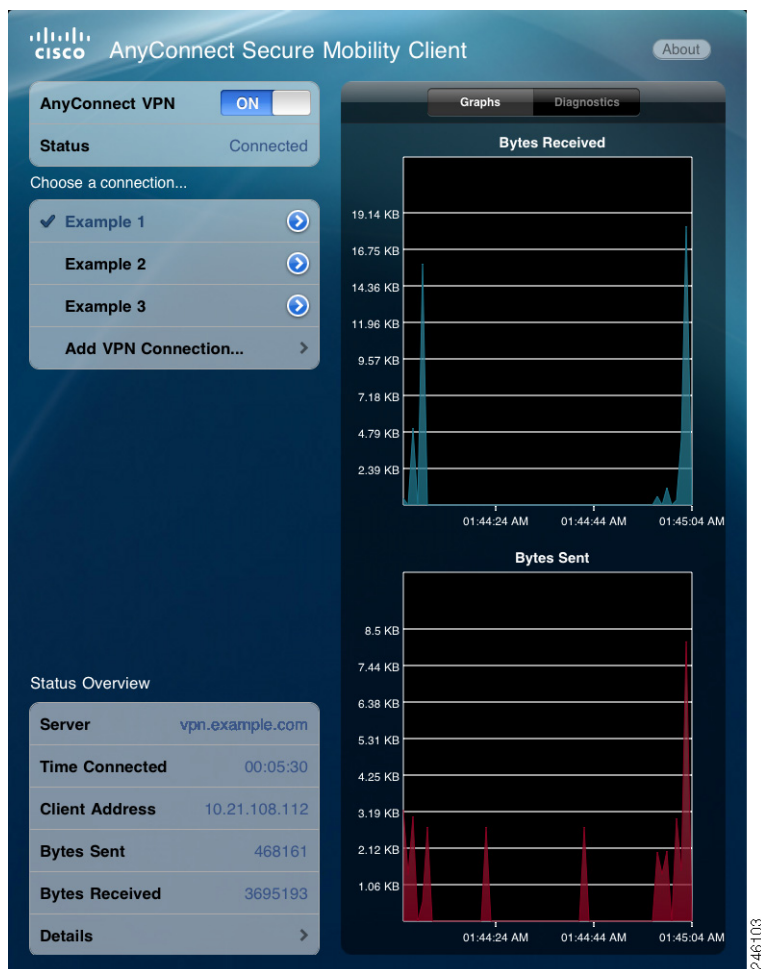 cisco AnyConnect Secure Mobility Client
About
AnyConnect VPN ON
Status Connected
Choose a connection...
Example 1
Example 2
Example 3
Add VPN Connection...
Status Overview
Server vpn.example.com
Time Connected 00:05:30
Client Address 10.21.108.112
Bytes Sent 468161
Bytes Received 3695193
Details
Graphs Diagnostics
Bytes Received
19.14 KB
16.75 KB
14.36 KB
11.96 KB
9.57 KB
7.18 KB
4.79 KB
2.39 KB
01:44:24 AM 01:44:44 AM 01:45:04 AM
Bytes Sent
8.5 KB
7.44 KB
6.38 KB
5.31 KB
4.25 KB
3.19 KB
2.12 KB
1.06 KB
01:44:24 AM 01:44:44 AM 01:45:04 AM
246103